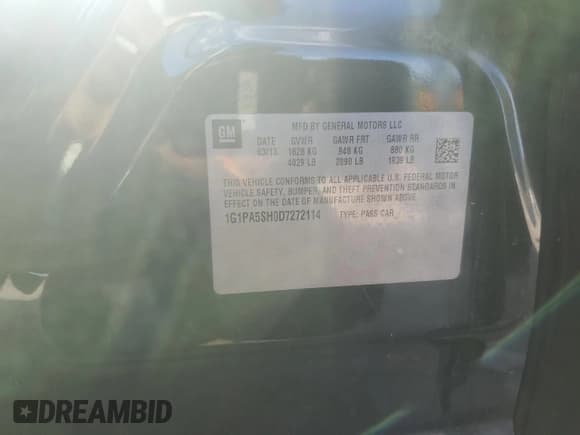 GM
MFD BY GENERAL MOTORS LLC
DATE GVWR GAWR FRT GAWR RR
03/13 1828 KG 948 KG 880 KG
4029 LB 2090 LB 1939 LB
THIS VEHICLE CONFORMS TO ALL APPLICABLE U.S. FEDERAL MOTOR
VEHICLE SAFETY, BUMPER, AND THEFT PREVENTION STANDARDS IN
EFFECT ON THE DATE OF MANUFACTURE SHOWN ABOVE.
1G1PA5SH0D7272114 TYPE: PASS CAR
DREAMBID